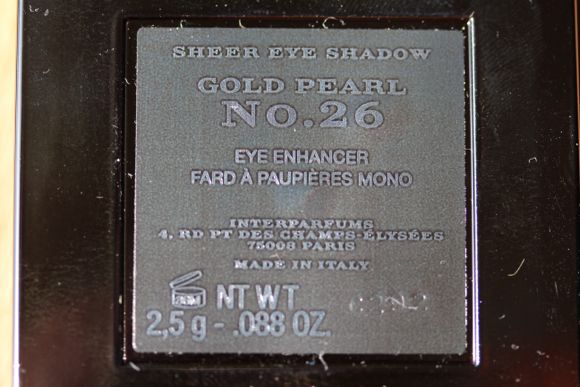 SHEER EYE SHADOW
GOLD PEARL
No.26
EYE ENHANCER
FARD À PAUPIÈRES MONO
INTERPARFUMS
4, RD PT DES CHAMPS-ÉLYSÉES
75008 PARIS
MADE IN ITALY
NT WT
2,5 g - .088 OZ.